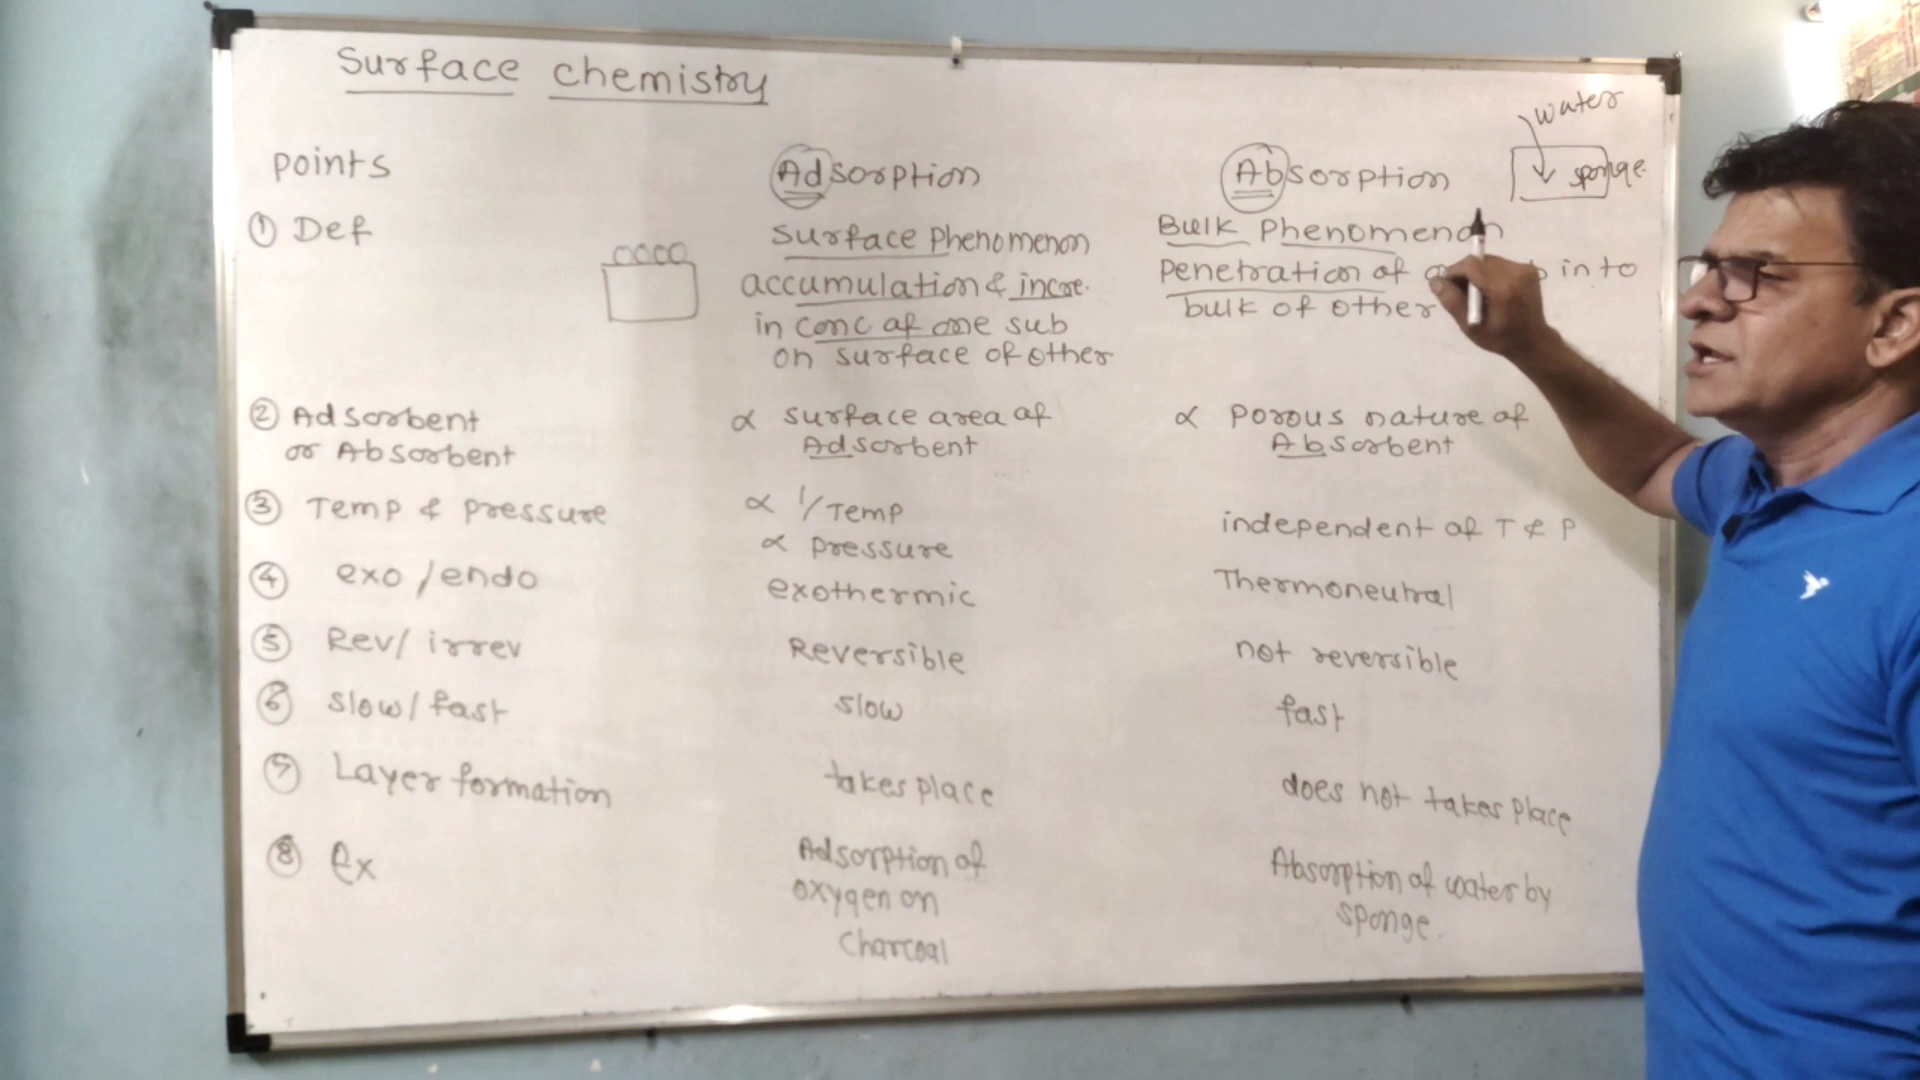 Surface chemistry
water
sponge
points Adsorption Absorption
① Def Surface Phenomenon Bulk Phenomenon
accumulation & incre. Penetration of into
in conc of one sub bulk of other
on surface of other
② Adsorbent ∝ surface area of ∝ porous nature of
or Absorbent Adsorbent Absorbent
③ Temp & pressure ∝ 1/Temp independent of T & P
∝ pressure
④ exo/endo exothermic Thermoneutral
⑤ Rev/irrev Reversible not reversible
⑥ slow/fast slow fast
⑦ Layer formation takes place does not takes place
⑧ Ex Adsorption of Absorption of water by
oxygen on sponge.
charcoal